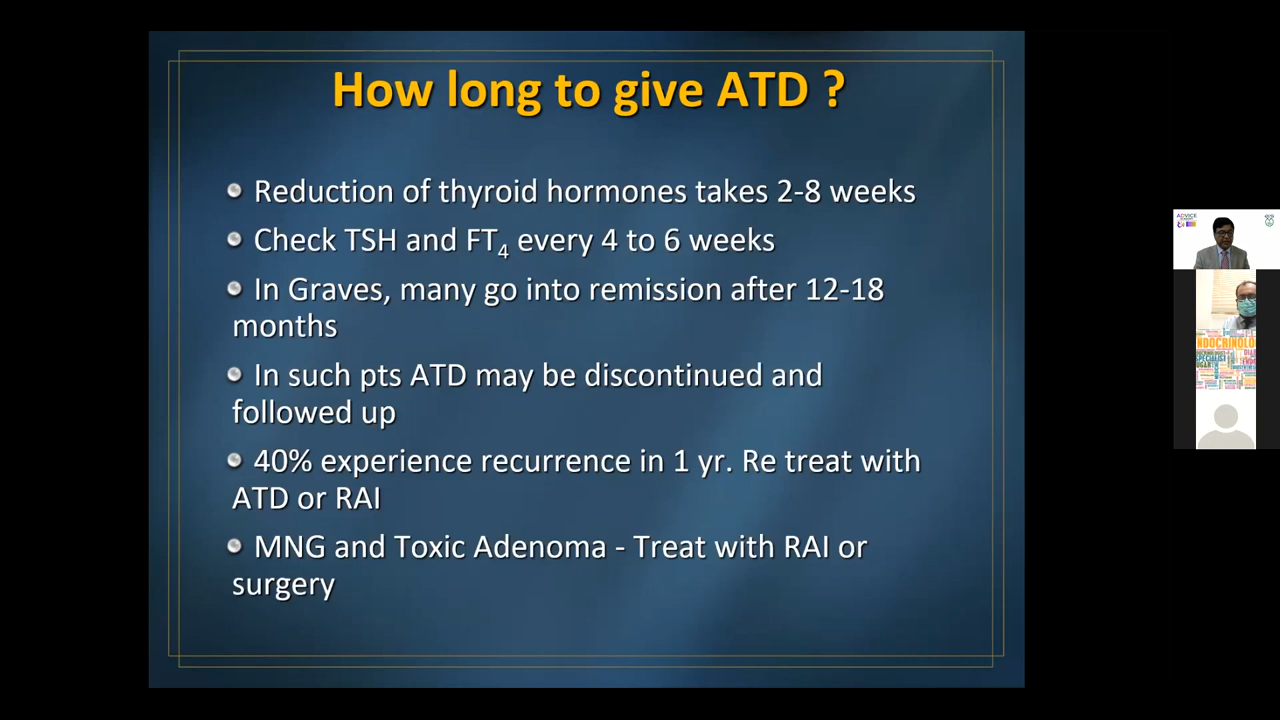 How long to give ATD ?
Reduction of thyroid hormones takes 2-8 weeks
Check TSH and FT4 every 4 to 6 weeks
In Graves, many go into remission after 12-18
months
In such pts ATD may be discontinued and
followed up
40% experience recurrence in 1 yr. Re treat with
ATD or RAI
MNG and Toxic Adenoma - Treat with RAI or
surgery
ADVICE